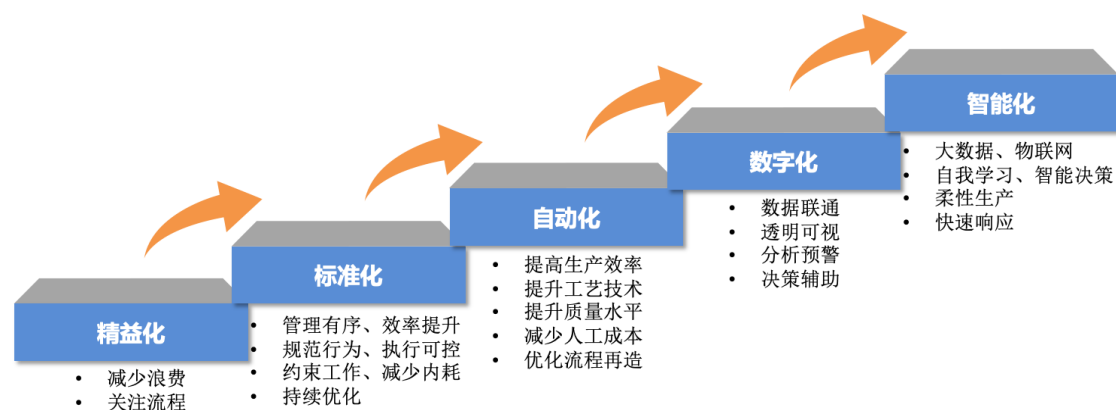 精益化
减少浪费
关注流程
标准化
管理有序、效率提升
规范行为、执行可控
约束工作、减少内耗
持续优化
自动化
提高生产效率
提升工艺技术
提升质量水平
减少人工成本
优化流程再造
数字化
数据联通
透明可视
分析预警
决策辅助
智能化
大数据、物联网
自我学习、智能决策
柔性生产
快速响应